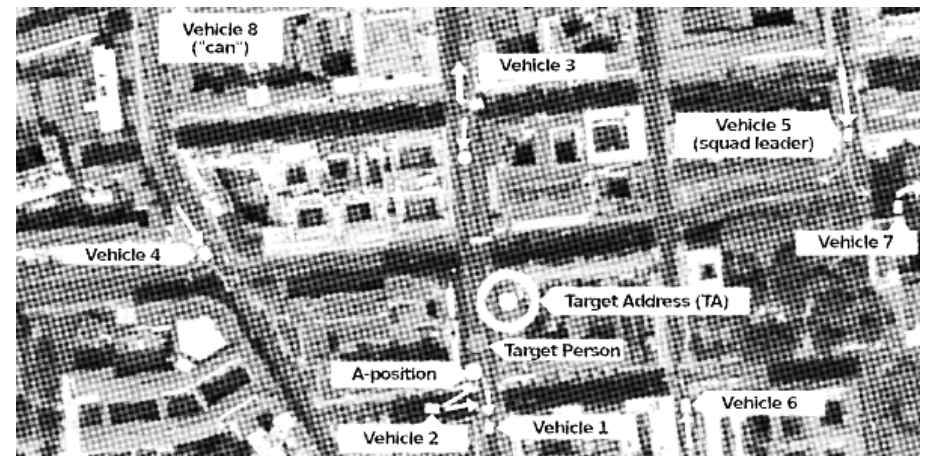 Vehicle 8
("can")
Vehicle 3
Vehicle 5
(squad leader)
Vehicle 4
Vehicle 7
Target Address (TA)
Target Person
A-position
Vehicle 6
Vehicle 2
Vehicle 1